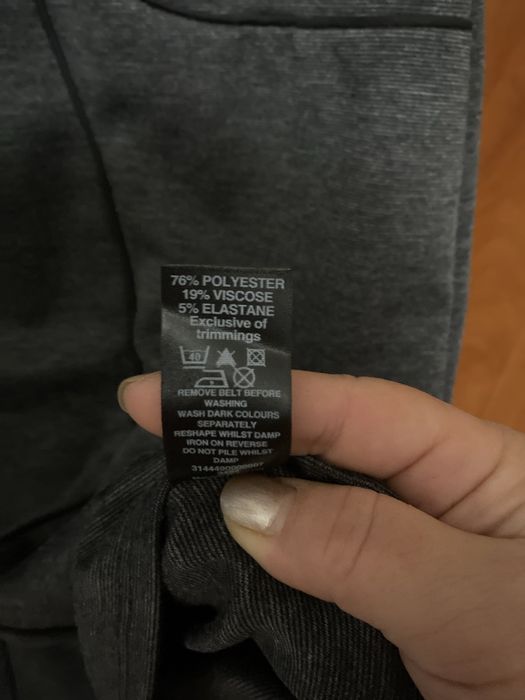 76% POLYESTER
19% VISCOSE
5% ELASTANE
Exclusive of
trimmings
40
REMOVE BELT BEFORE
WASHING
WASH DARK COLOURS
SEPARATELY
RESHAPE WHILST DAMP
IRON ON REVERSE
DO NOT PILE WHILST
DAMP